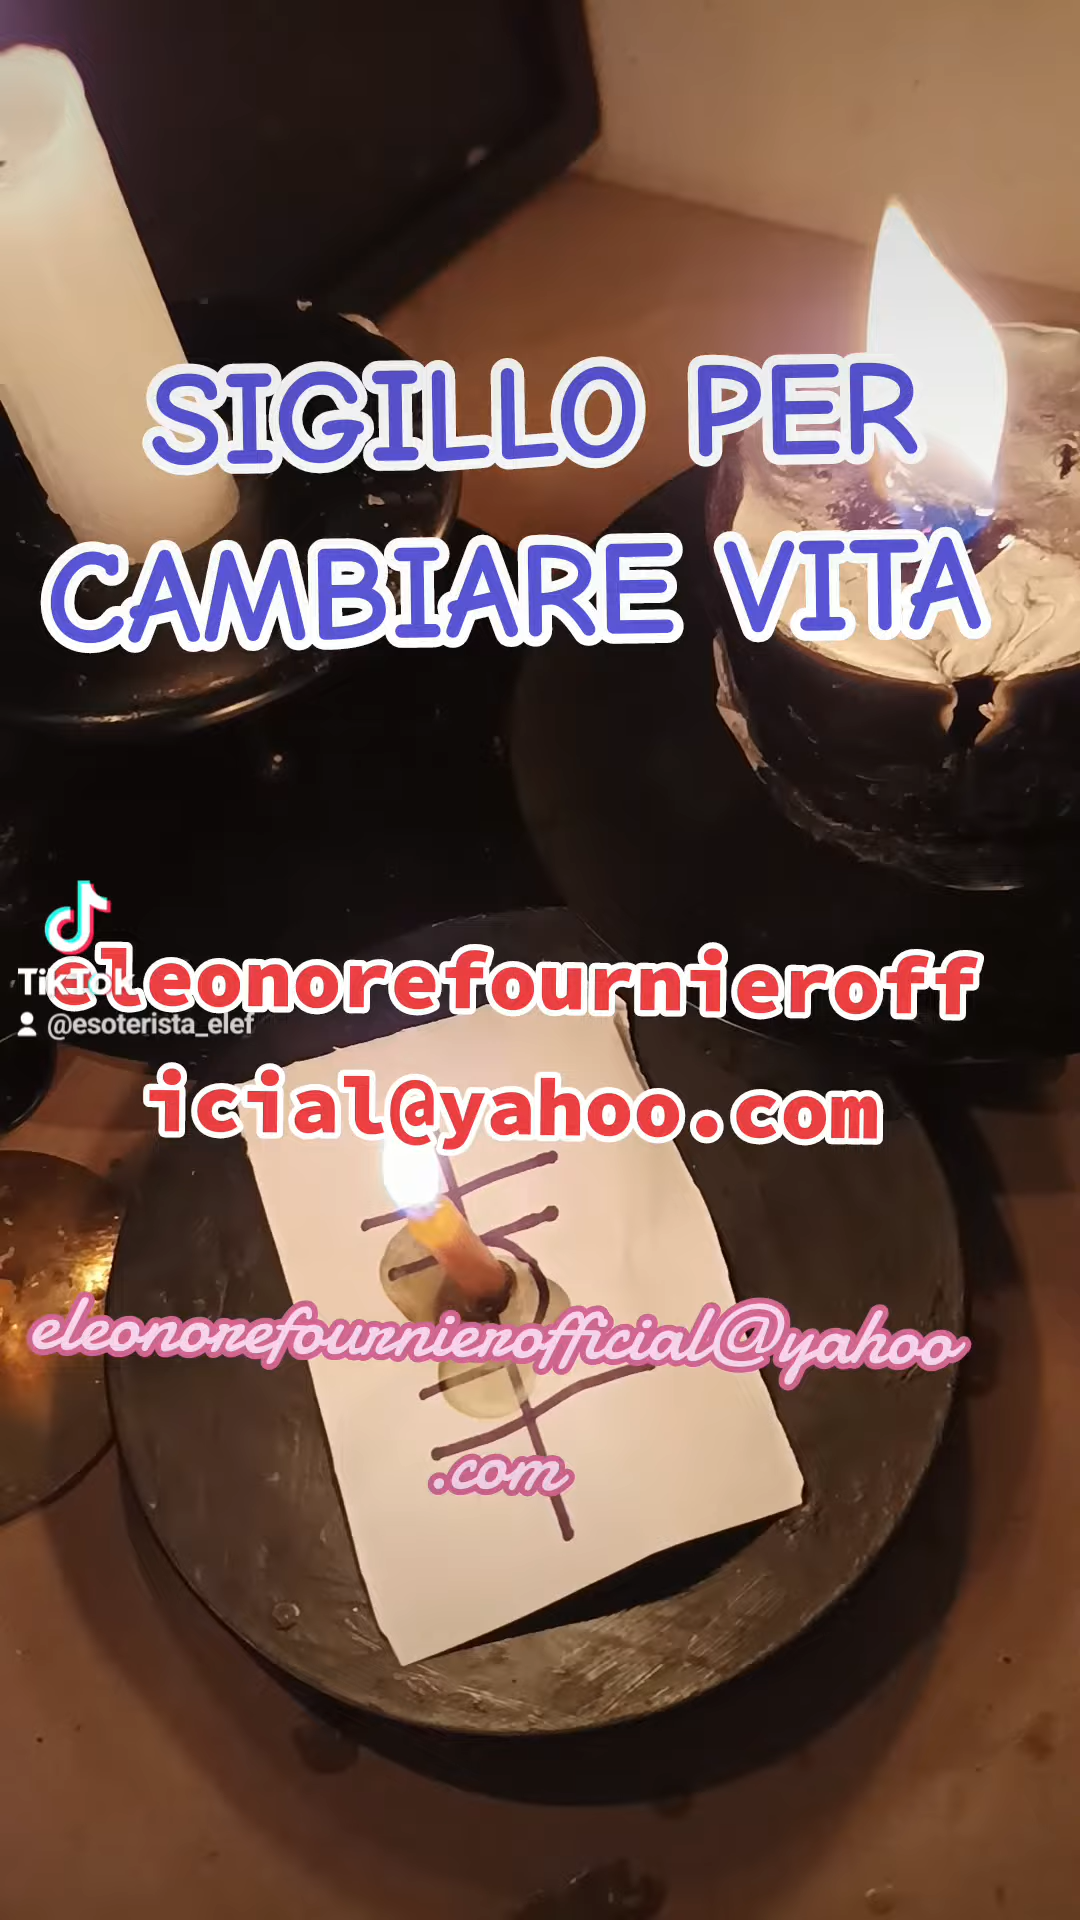 SIGILLO PER
CAMBIARE VITA
TikTok
@esoterista_elef
eleonorefournieroff
icial@yahoo.com
eleonorefournierofficial@yahoo
.com